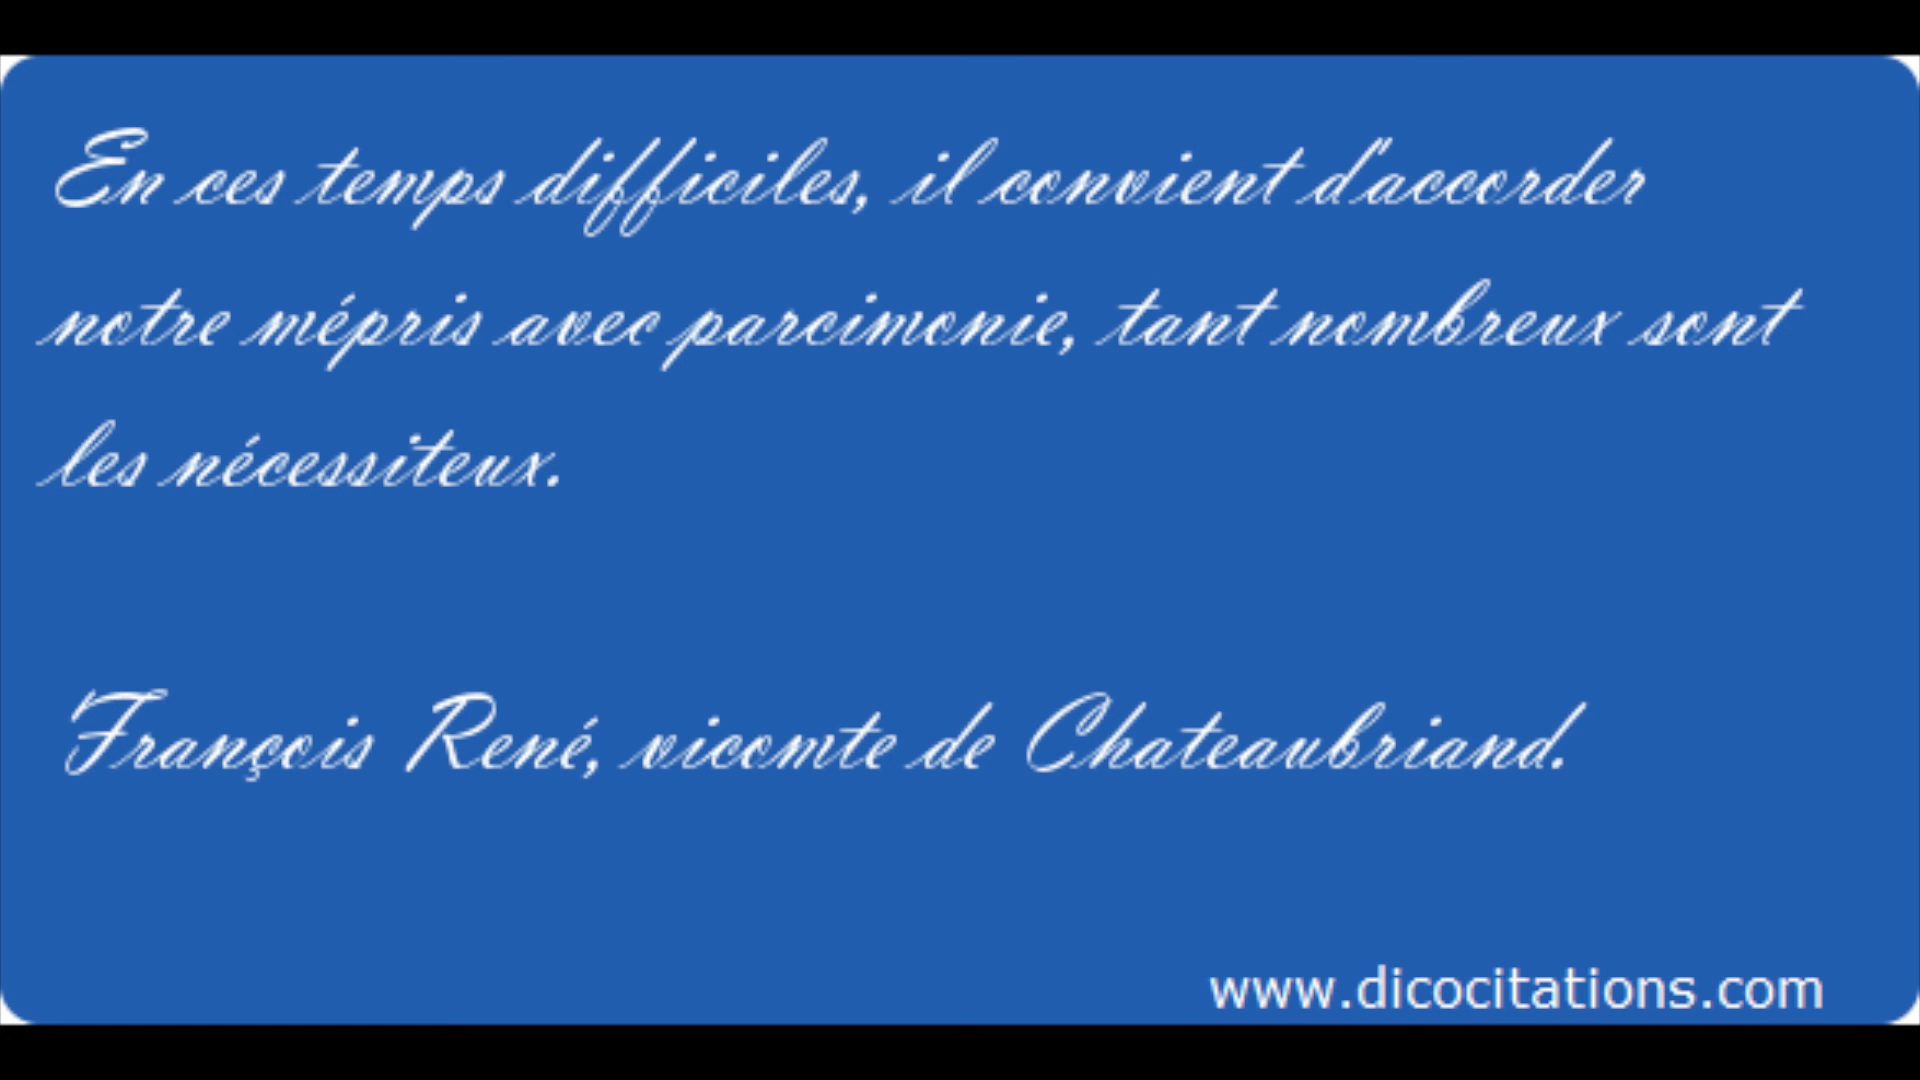 En ces temps difficiles, il convient d'accorder
notre mépris avec parcimonie, tant nombreux sont
les nécessiteux.
François René, vicomte de Chateaubriand.
www.dicocitations.com